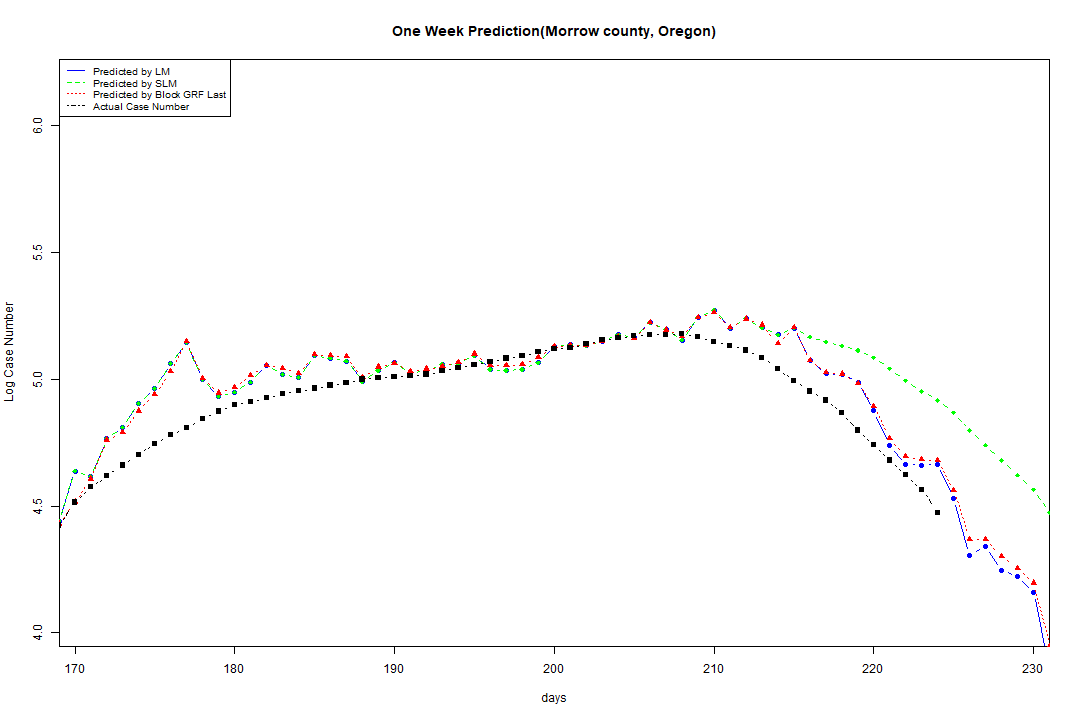 One Week Prediction(Morrow county, Oregon)
Predicted by LM
Predicted by SLM
Predicted by Block GRF Last
Actual Case Number
6.0
5.5
5.0
4.5
4.0
Log Case Number
170 180 190 200 210 220 230
days